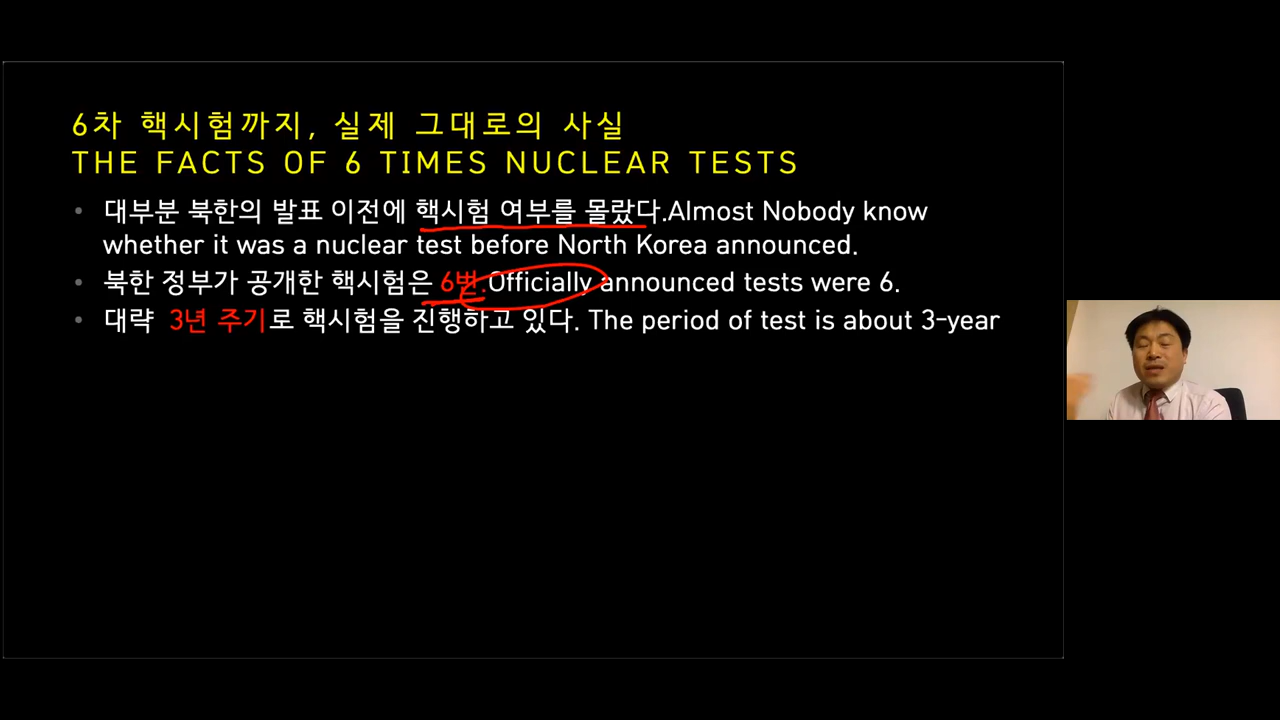 6차 핵시험까지, 실제 그대로의 사실
THE FACTS OF 6 TIMES NUCLEAR TESTS
• 대부분 북한의 발표 이전에 핵시험 여부를 몰랐다.Almost Nobody know
whether it was a nuclear test before North Korea announced.
• 북한 정부가 공개한 핵시험은 6번.Officially announced tests were 6.
• 대략 3년 주기로 핵시험을 진행하고 있다. The period of test is about 3-year